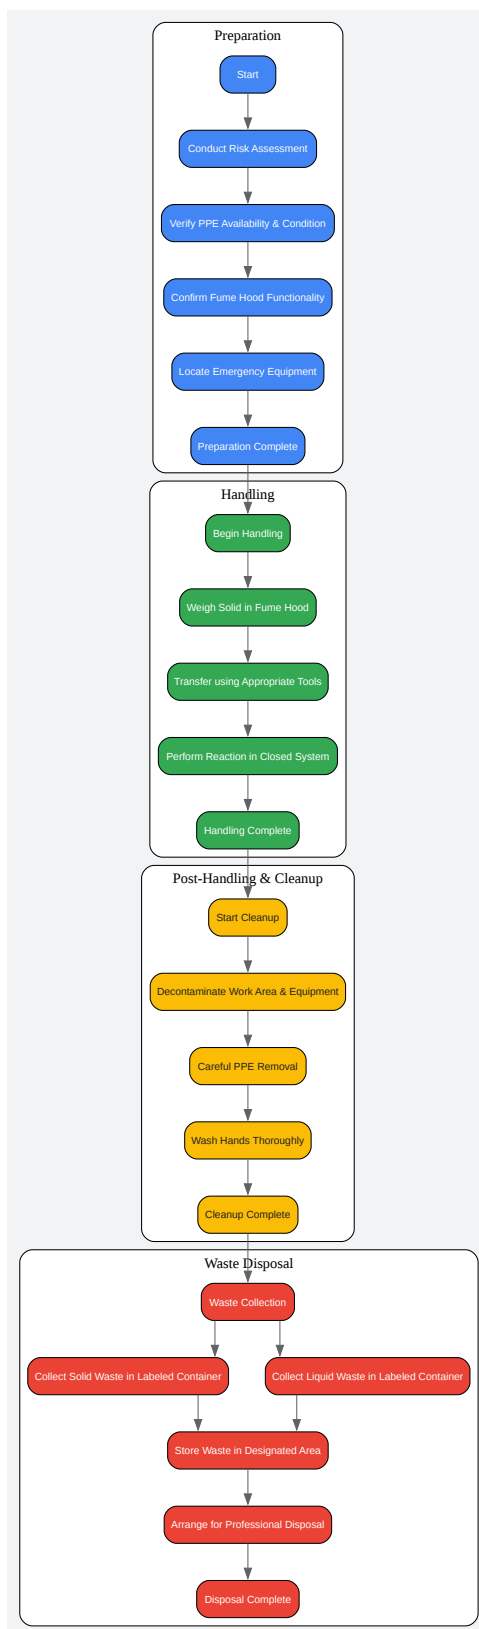 Preparation
Start
Conduct Risk Assessment
Verify PPE Availability & Condition
Confirm Fume Hood Functionality
Locate Emergency Equipment
Preparation Complete
Handling
Begin Handling
Weigh Solid in Fume Hood
Transfer using Appropriate Tools
Perform Reaction in Closed System
Handling Complete
Post-Handling & Cleanup
Start Cleanup
Decontaminate Work Area & Equipment
Careful PPE Removal
Wash Hands Thoroughly
Cleanup Complete
Waste Disposal
Waste Collection
Collect Solid Waste in Labeled Container
Collect Liquid Waste in Labeled Container
Store Waste in Designated Area
Arrange for Professional Disposal
Disposal Complete